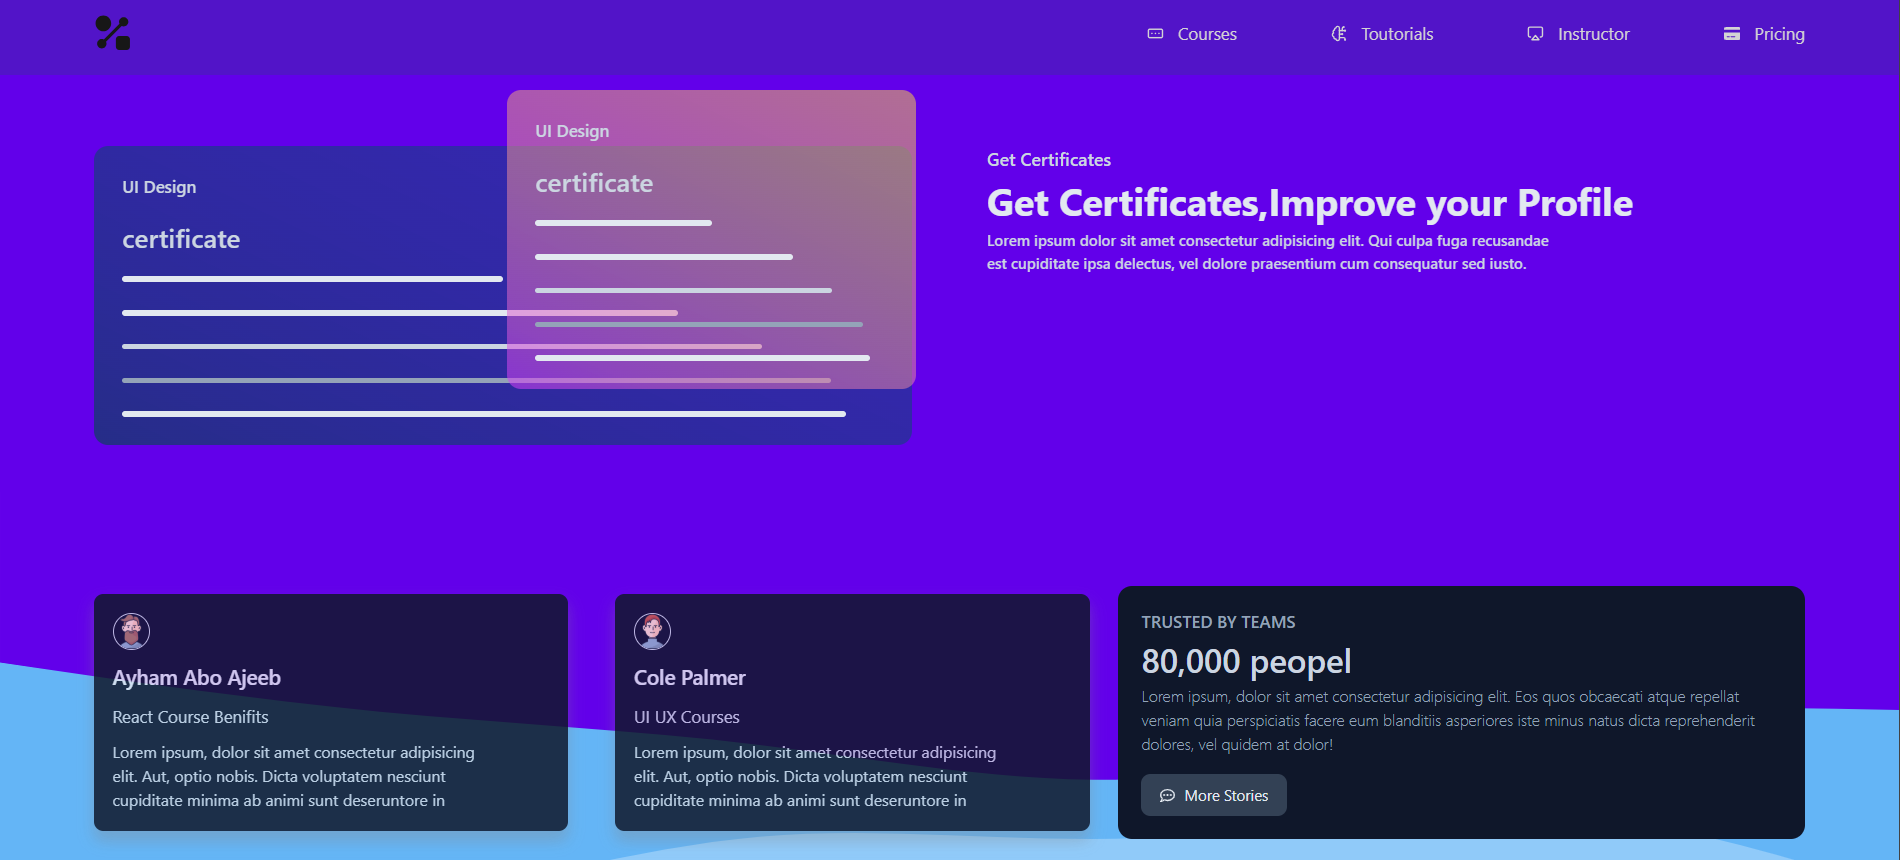 Courses
Toutorials
Instructor
Pricing
UI Design
certificate
UI Design
certificate
Get Certificates
Get Certificates,Improve your Profile
Lorem ipsum dolor sit amet consectetur adipisicing elit. Qui culpa fuga recusandae
est cupiditate ipsa delectus, vel dolore praesentium cum consequatur sed iusto.
Ayham Abo Ajeeb
React Course Benifits
Lorem ipsum, dolor sit amet consectetur adipisicing
elit. Aut, optio nobis. Dicta voluptatem nesciunt
cupiditate minima ab animi sunt deseruntore in
Cole Palmer
UI UX Courses
Lorem ipsum, dolor sit amet consectetur adipisicing
elit. Aut, optio nobis. Dicta voluptatem nesciunt
cupiditate minima ab animi sunt deseruntore in
TRUSTED BY TEAMS
80,000 peopel
Lorem ipsum, dolor sit amet consectetur adipisicing elit. Eos quos obcaecati atque repellat
veniam quia perspiciatis facere eum blanditiis asperiores iste minus natus dicta reprehenderit
dolores, vel quidem at dolor!
More Stories